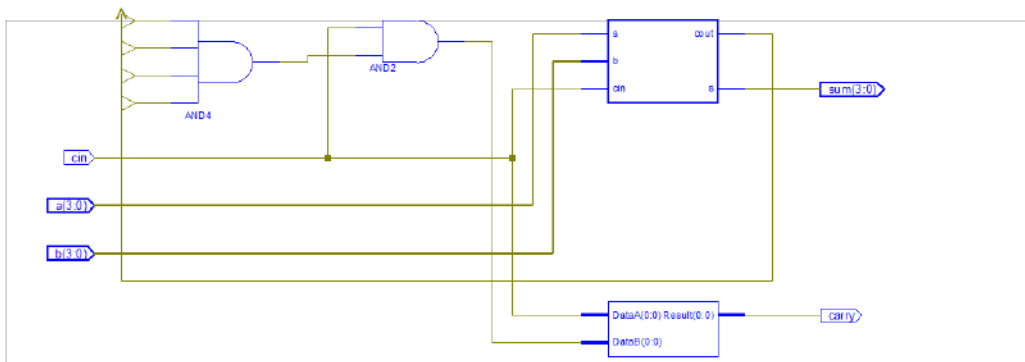 a cout
b
cin s
sum(3:0)
AND2
AND4
cin
a(3:0)
b(3:0)
DataA(0:0) Result(0:0)
carry
DataB(0:0)